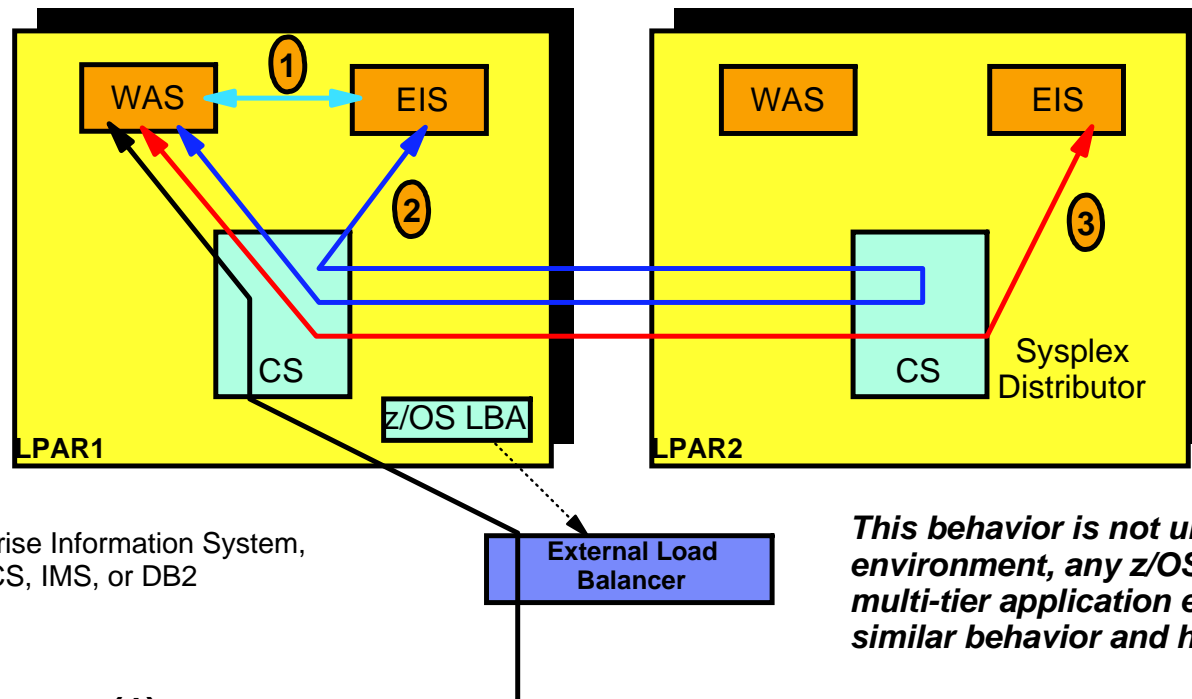 1
WAS
EIS
WAS
EIS
2
3
CS
CS
Sysplex
Distributor
z/OS LBA
LPAR1
LPAR2
rise Information System,
CS, IMS, or DB2
External Load
Balancer
This behavior is not
environment, any z/OS
multi-tier application
similar behavior and